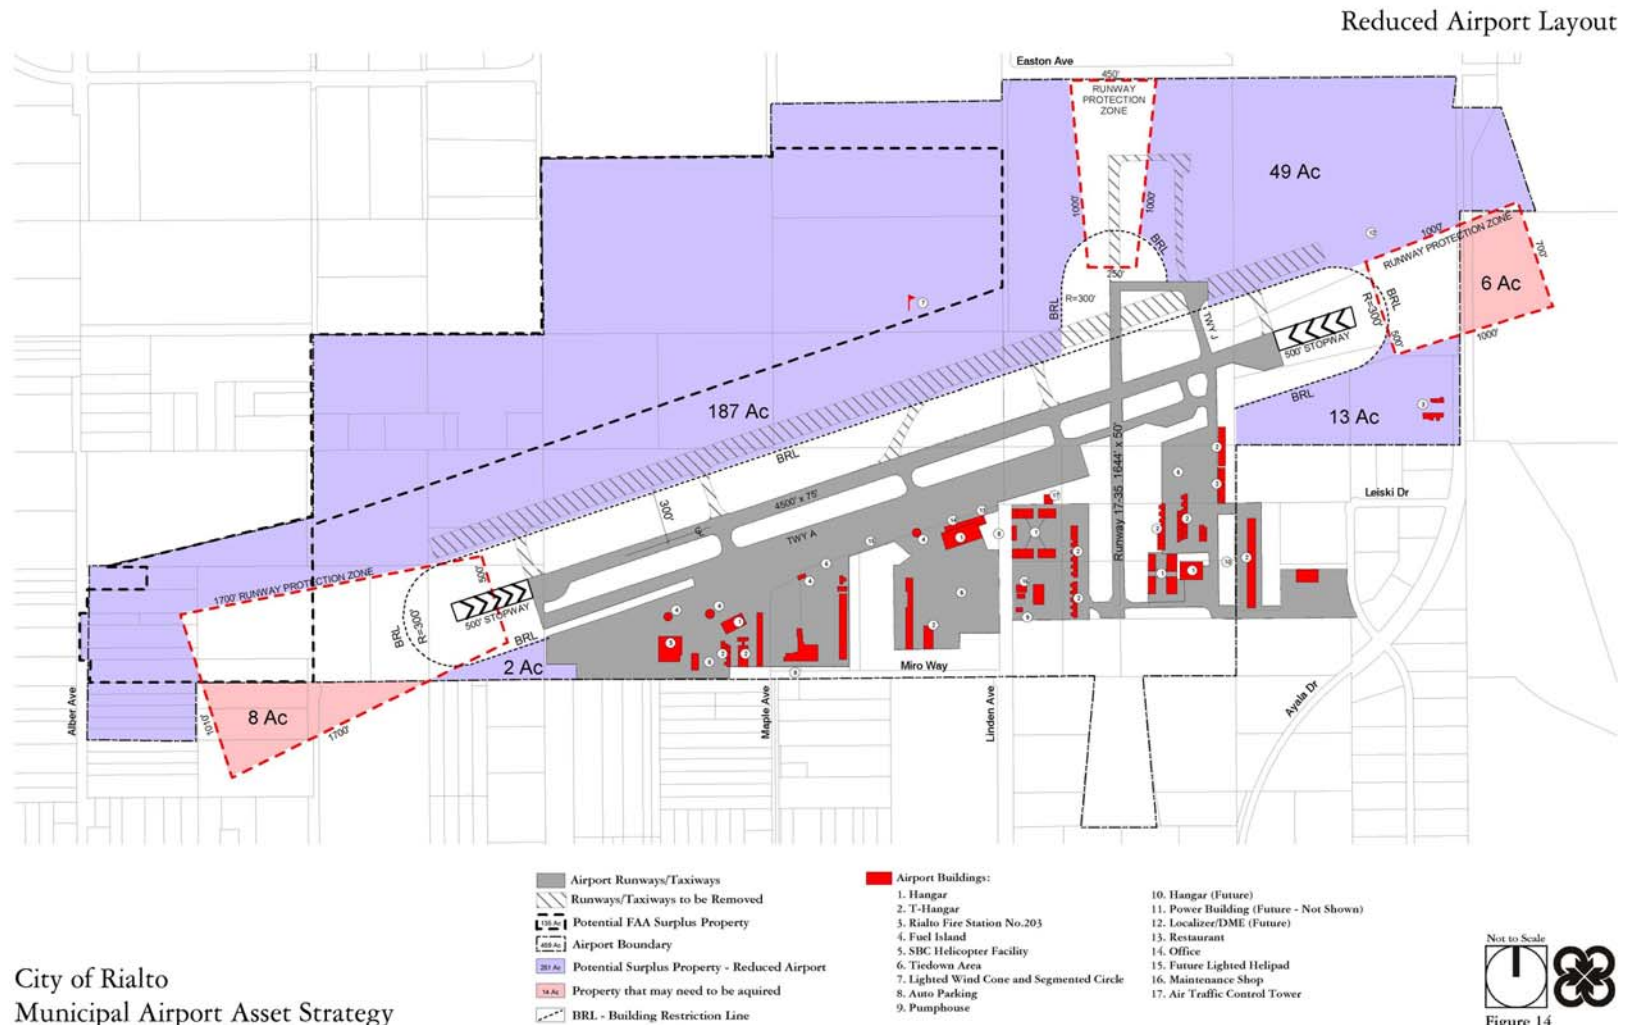 Reduced Airport Layout
Easton Ave
450'
RUNWAY
PROTECTION
ZONE
49 Ac
1000'
1000'
BRL
250'
R=300'
BRL
1000'
RUNWAY PROTECTION ZONE
700'
6 Ac
1000'
BRL
R=300'
500'
TWY J
500' STOPWAY
BRL
13 Ac
187 Ac
BRL
300'
4500' x 75'
TWY A
Runway 17-35 1644' x 50'
Leiski Dr
1700' RUNWAY PROTECTION ZONE
500'
500' STOPWAY
BRL
R=300'
BRL
2 Ac
Miro Way
Alber Ave
8 Ac
1010'
1700'
Maple Ave
Linden Ave
Ayala Dr
Airport Runways/Taxiways
Runways/Taxiways to be Removed
Potential FAA Surplus Property
Airport Boundary
281 Ac Potential Surplus Property - Reduced Airport
14 Ac Property that may need to be aquired
BRL - Building Restriction Line
Airport Buildings:
1. Hangar
2. T-Hangar
3. Rialto Fire Station No.203
4. Fuel Island
5. SBC Helicopter Facility
6. Tiedown Area
7. Lighted Wind Cone and Segmented Circle
8. Auto Parking
9. Pumphouse
10. Hangar (Future)
11. Power Building (Future - Not Shown)
12. Localizer/DME (Future)
13. Restaurant
14. Office
15. Future Lighted Helipad
16. Maintenance Shop
17. Air Traffic Control Tower
City of Rialto
Municipal Airport Asset Strategy
Not to Scale
Figure 14